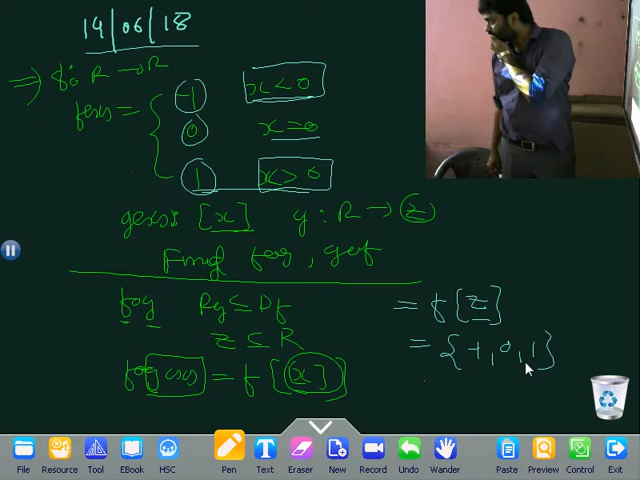 14/06/18
⇒ f: R → R
f(x) = { -1 x < 0
0 x = 0
1 x > 0
g(x): [x] g : R → Z
Find fog, gof
fog Rg ⊆ Df
Z ⊆ R
fog(x) = f [x]
= f[Z]
= {-1, 0, 1}
File Resource Tool EBook HSC Pen Text Eraser New Record Undo Wander Paste Preview Control Exit